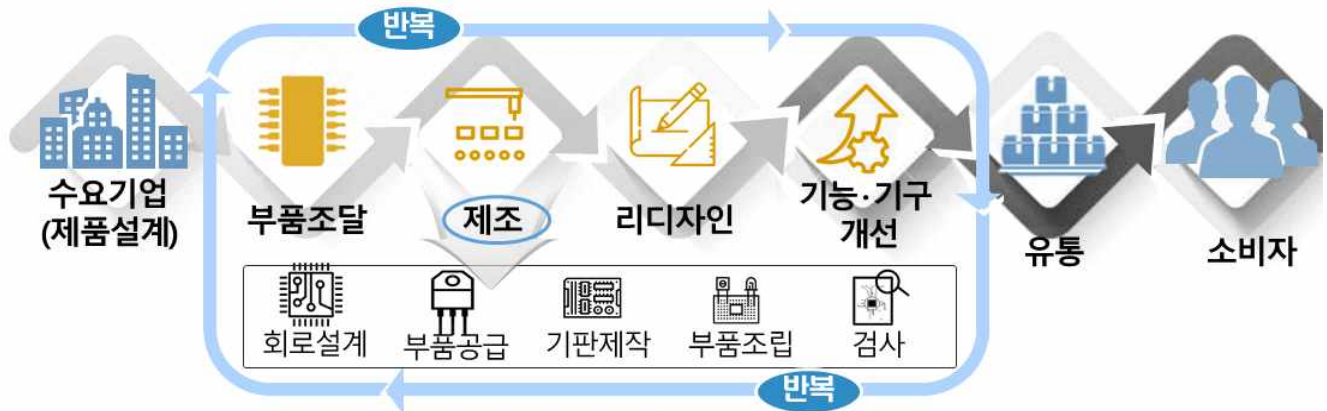 반복
수요기업
(제품설계)
부품조달
제조
리디자인
기능·기구
개선
유통
소비자
회로설계
부품공급
기판제작
부품조립
검사
반복